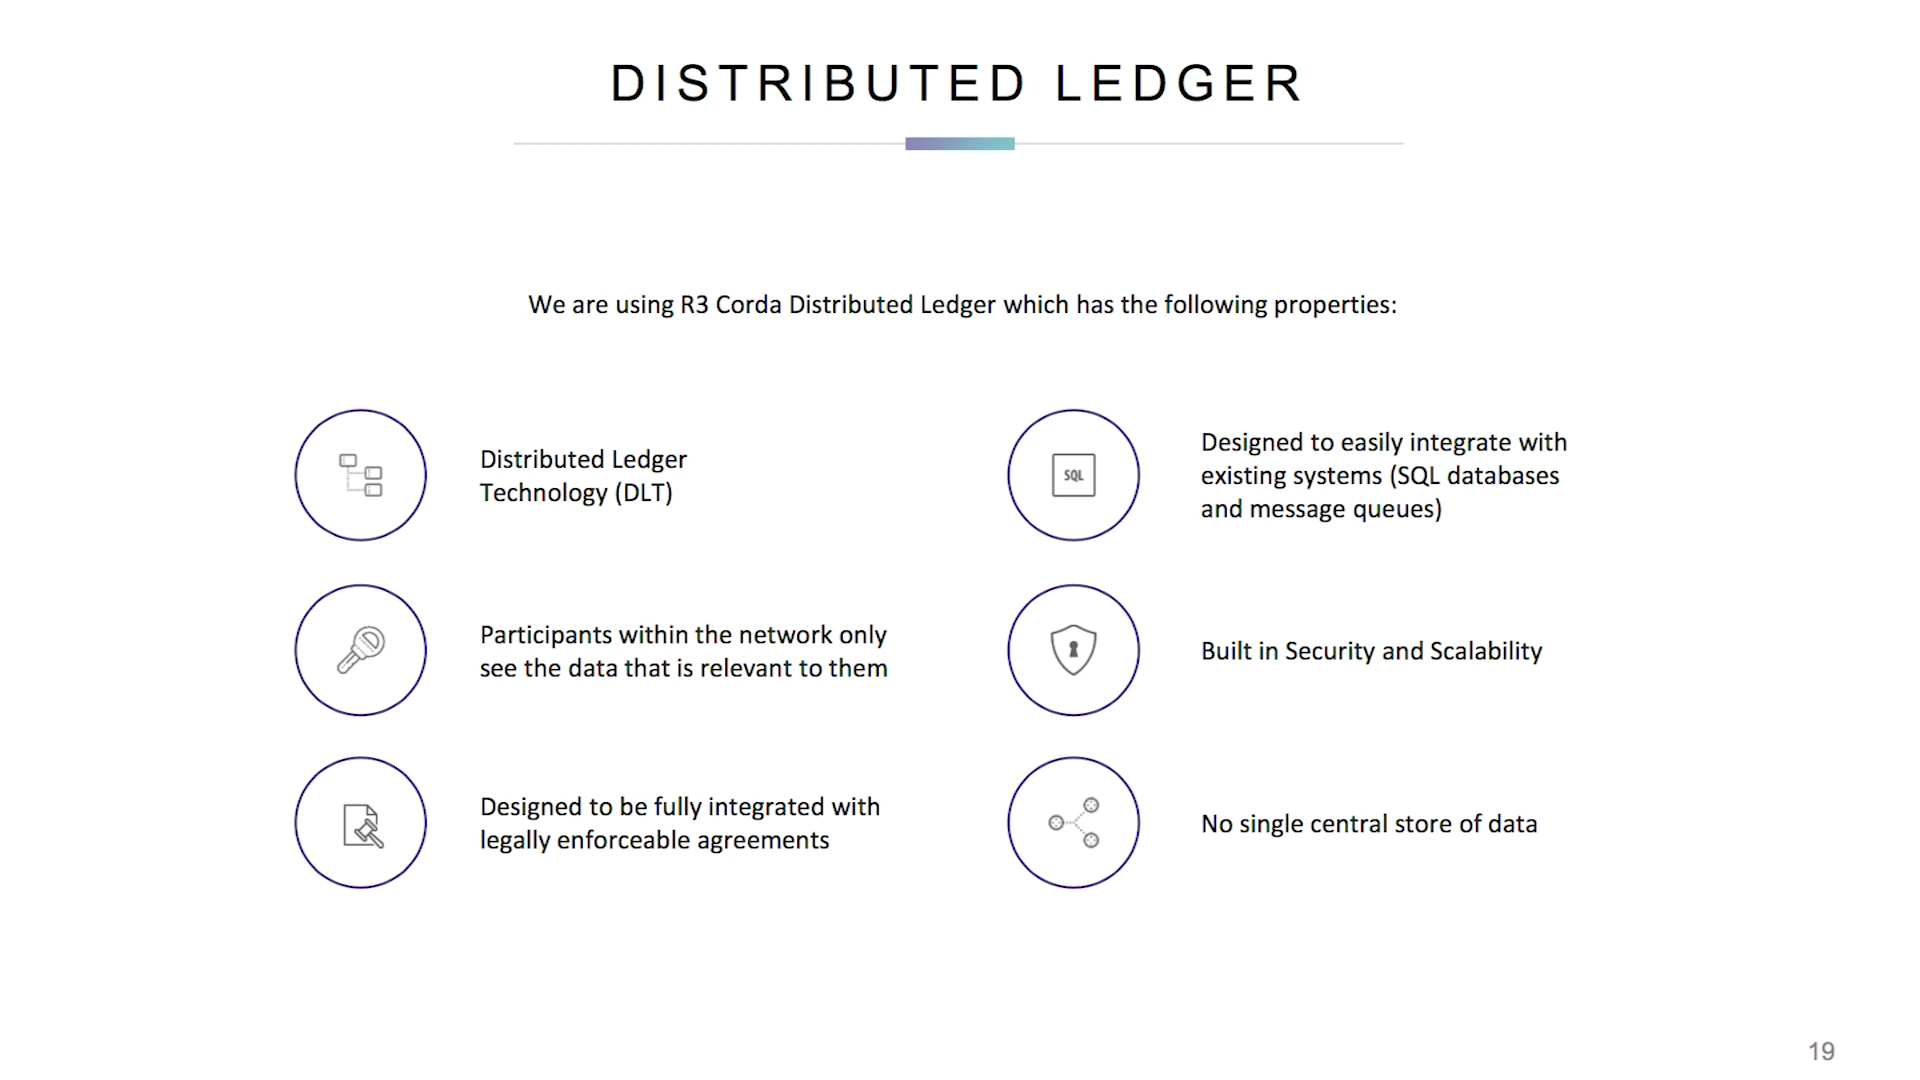 DISTRIBUTED LEDGER
We are using R3 Corda Distributed Ledger which has the following properties:
Distributed Ledger
Technology (DLT)
SQL
Designed to easily integrate with
existing systems (SQL databases
and message queues)
Participants within the network only
see the data that is relevant to them
Built in Security and Scalability
Designed to be fully integrated with
legally enforceable agreements
No single central store of data
19